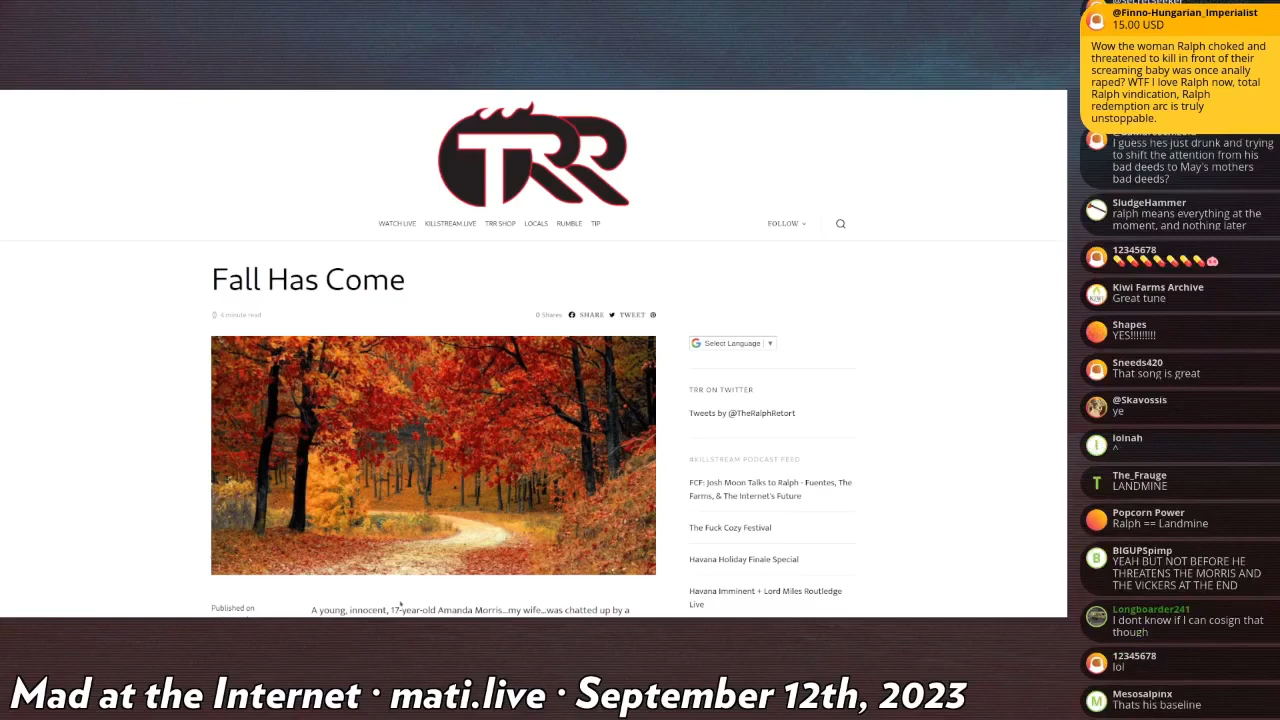 TRR
WATCH LIVE KILLSTREAM.LIVE TRR SHOP LOCALS RUMBLE TIP FOLLOW
Fall Has Come
4 minute read
0 Shares SHARE TWEET
Select Language
TRR ON TWITTER
Tweets by @TheRalphRetort
#KILLSTREAM PODCAST FEED
FCF: Josh Moon Talks to Ralph - Fuentes, The
Farms, & The Internet's Future
The Fuck Cozy Festival
Havana Holiday Finale Special
Havana Imminent + Lord Miles Routledge
Live
Published on
A young, innocent, 17-year-old Amanda Morris...my wife...was chatted up by a
Mad at the Internet · mati.live · September 12th, 2023
@Finno-Hungarian_Imperialist
15.00 USD
Wow the woman Ralph choked and
threatened to kill in front of their
screaming baby was once anally
raped? WTF I love Ralph now, total
Ralph vindication, Ralph
redemption arc is truly
unstoppable.
I guess hes just drunk and trying
to shift the attention from his
bad deeds to May's mothers
bad deeds?
SludgeHammer
ralph means everything at the
moment, and nothing later
12345678
Kiwi Farms Archive
Great tune
Shapes
YES!!!!!!!!!
Sneeds420
That song is great
@Skavossis
ye
lolnah
^
The_Frauge
LANDMINE
Popcorn Power
Ralph == Landmine
BIGUPSpimp
YEAH BUT NOT BEFORE HE
THREATENS THE MORRIS AND
THE VICKERS AT THE END
Longboarder241
I dont know if I can cosign that
though
12345678
lol
Mesosalpinx
Thats his baseline